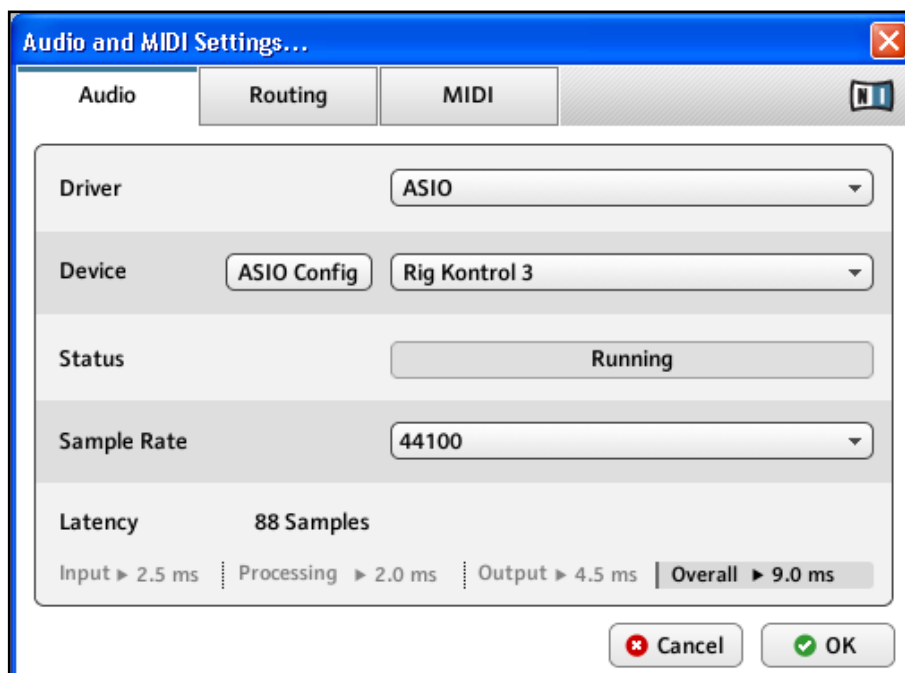 Audio and MIDI Settings...
Audio Routing MIDI NI
Driver ASIO
Device ASIO Config Rig Kontrol 3
Status Running
Sample Rate 44100
Latency 88 Samples
Input ▶ 2.5 ms Processing ▶ 2.0 ms Output ▶ 4.5 ms Overall ▶ 9.0 ms
Cancel OK